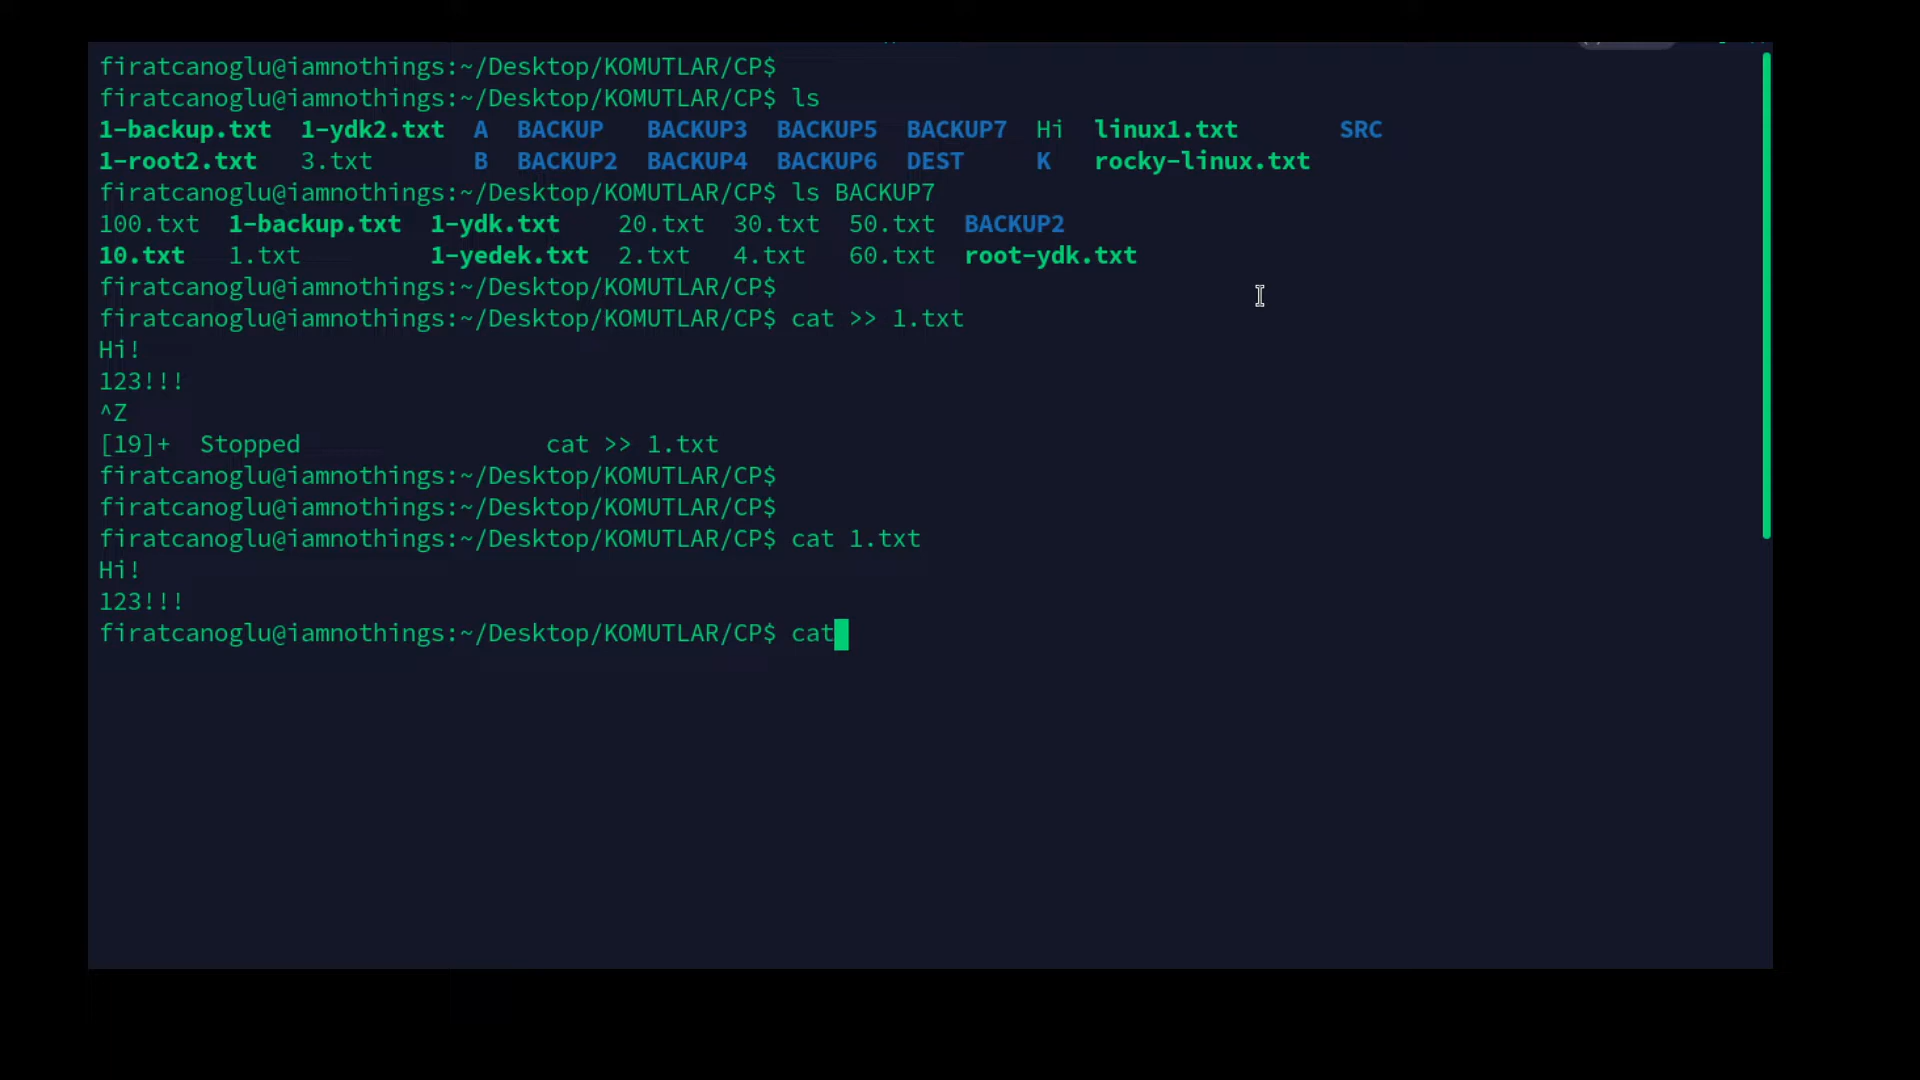 firatcanoglu@iamnothings:~/Desktop/KOMUTLAR/CP$
firatcanoglu@iamnothings:~/Desktop/KOMUTLAR/CP$ ls
1-backup.txt  1-ydk2.txt  A  BACKUP   BACKUP3  BACKUP5  BACKUP7  Hi  linux1.txt       SRC
1-root2.txt   3.txt       B  BACKUP2  BACKUP4  BACKUP6  DEST     K   rocky-linux.txt
firatcanoglu@iamnothings:~/Desktop/KOMUTLAR/CP$ ls BACKUP7
100.txt  1-backup.txt  1-ydk.txt    20.txt  30.txt  50.txt  BACKUP2
10.txt   1.txt         1-yedek.txt  2.txt   4.txt   60.txt  root-ydk.txt
firatcanoglu@iamnothings:~/Desktop/KOMUTLAR/CP$
firatcanoglu@iamnothings:~/Desktop/KOMUTLAR/CP$ cat >> 1.txt
Hi!
123!!!
^Z
[19]+  Stopped                 cat >> 1.txt
firatcanoglu@iamnothings:~/Desktop/KOMUTLAR/CP$
firatcanoglu@iamnothings:~/Desktop/KOMUTLAR/CP$
firatcanoglu@iamnothings:~/Desktop/KOMUTLAR/CP$ cat 1.txt
Hi!
123!!!
firatcanoglu@iamnothings:~/Desktop/KOMUTLAR/CP$ cat